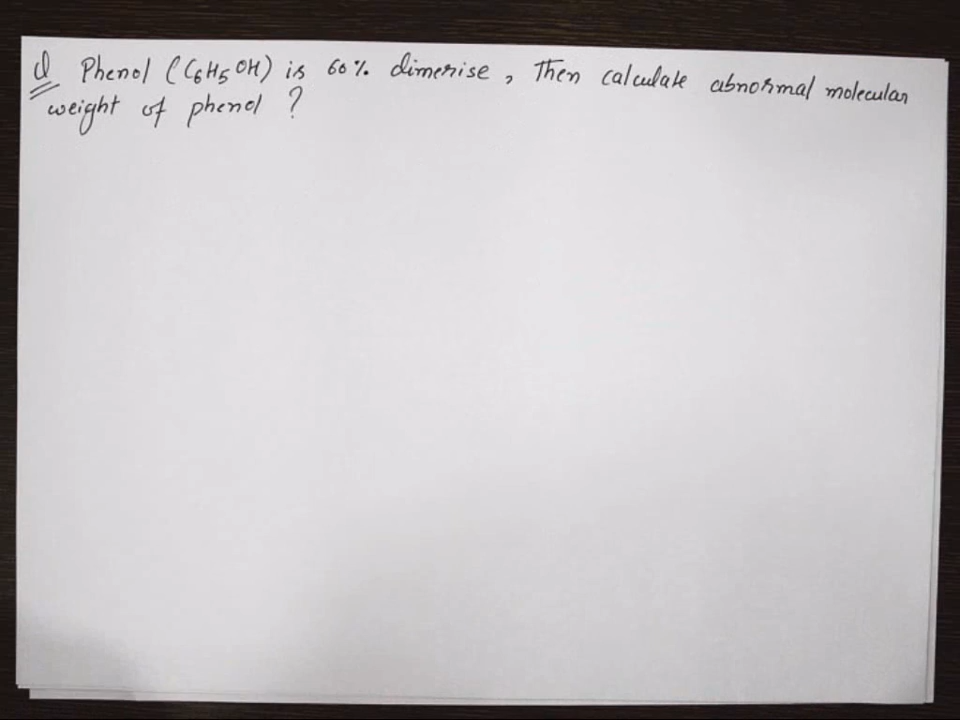 Q Phenol (C6H5OH) is 60% dimerise, Then calculate abnormal molecular
weight of phenol ?